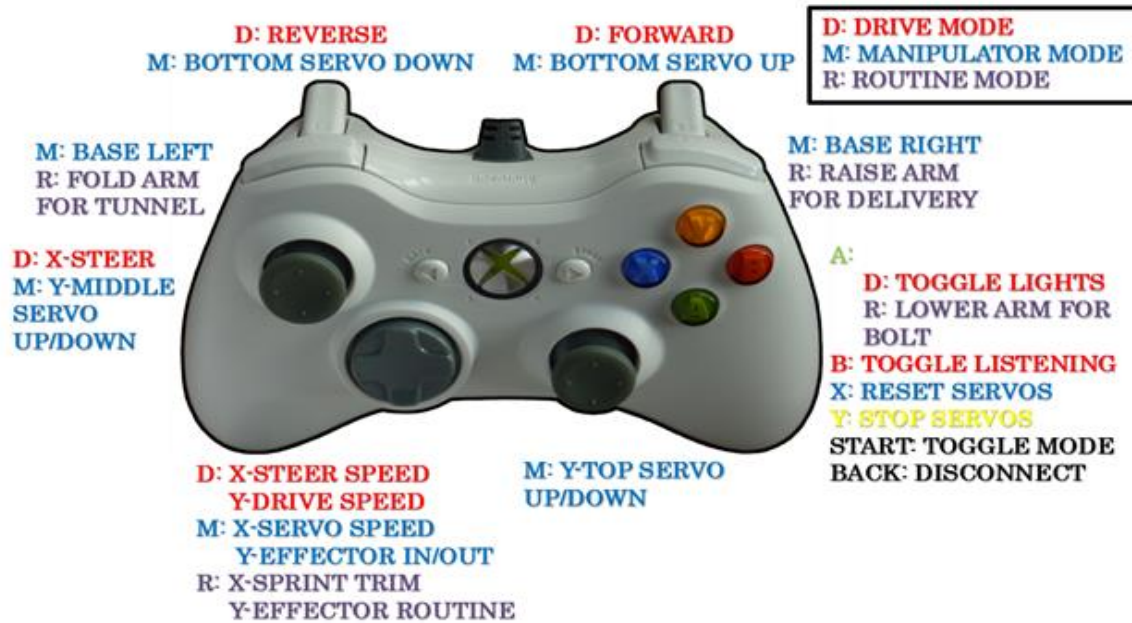 D: REVERSE
M: BOTTOM SERVO DOWN
D: FORWARD
M: BOTTOM SERVO UP
D: DRIVE MODE
M: MANIPULATOR MODE
R: ROUTINE MODE
M: BASE LEFT
R: FOLD ARM
FOR TUNNEL
M: BASE RIGHT
R: RAISE ARM
FOR DELIVERY
D: X-STEER
M: Y-MIDDLE
SERVO
UP/DOWN
Y
X
B
A
A:
D: TOGGLE LIGHTS
R: LOWER ARM FOR
BOLT
B: TOGGLE LISTENING
X: RESET SERVOS
Y: STOP SERVOS
START: TOGGLE MODE
BACK: DISCONNECT
D: X-STEER SPEED
Y-DRIVE SPEED
M: X-SERVO SPEED
Y-EFFECTOR IN/OUT
R: X-SPRINT TRIM
Y-EFFECTOR ROUTINE
M: Y-TOP SERVO
UP/DOWN